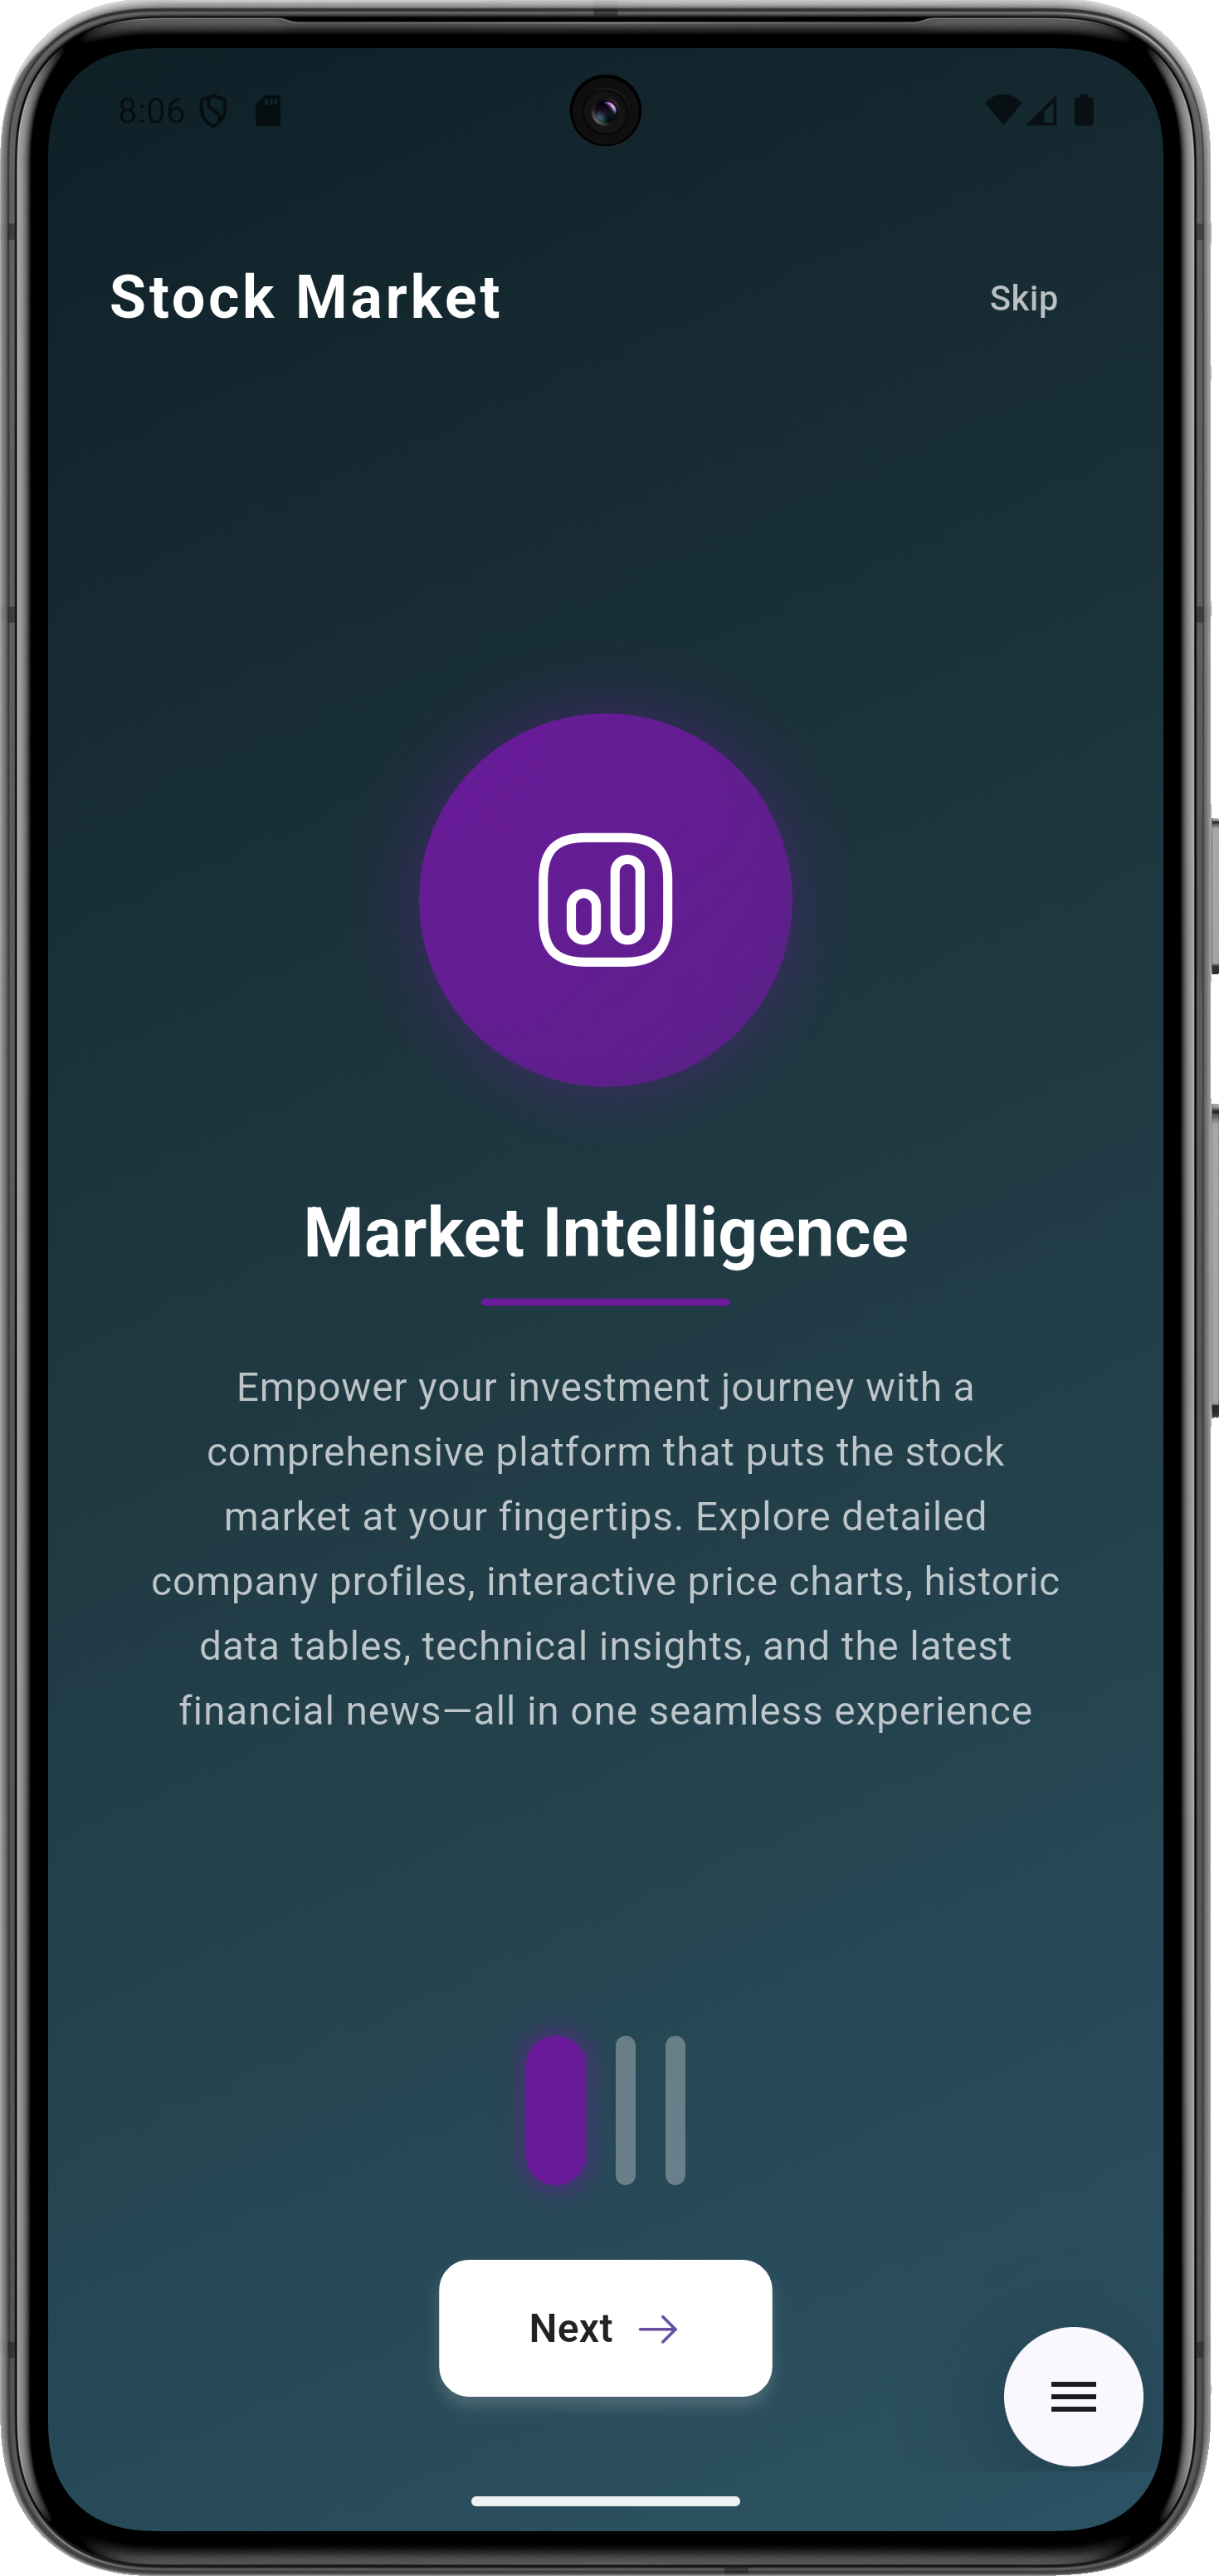 8:06
Stock Market
Skip
Market Intelligence
Empower your investment journey with a
comprehensive platform that puts the stock
market at your fingertips. Explore detailed
company profiles, interactive price charts, historic
data tables, technical insights, and the latest
financial news—all in one seamless experience
Next